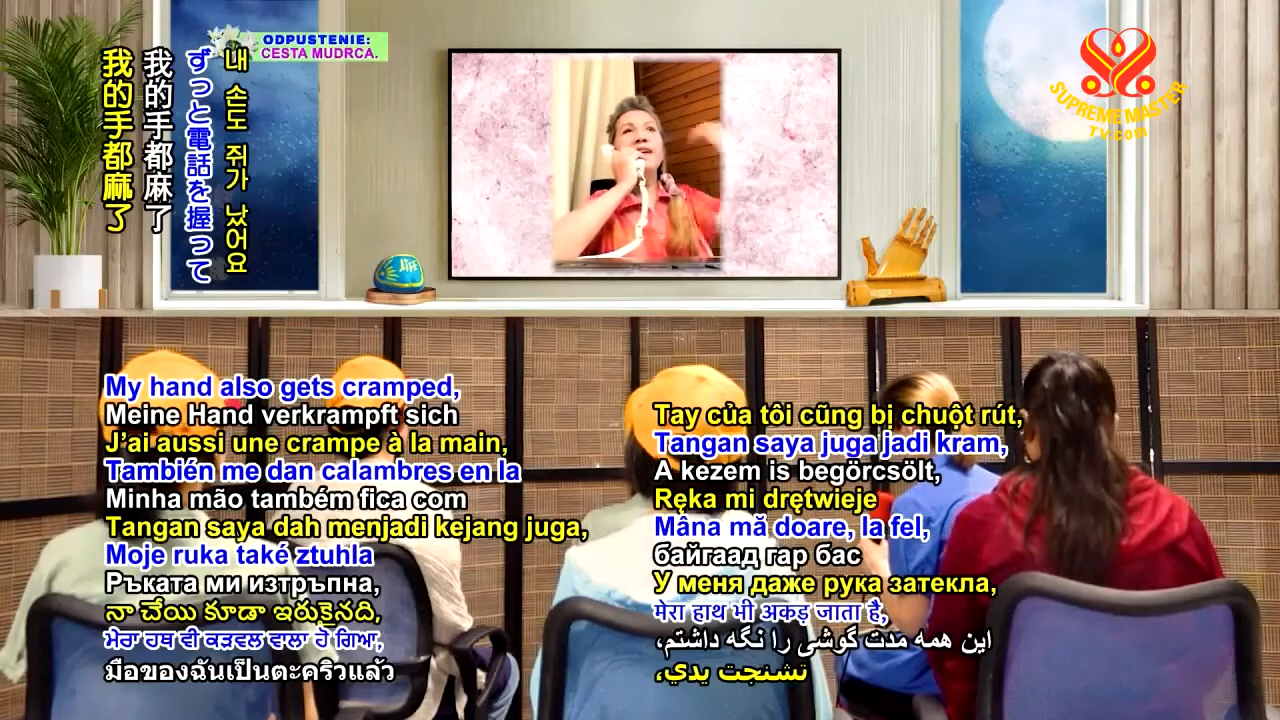 ODPUSTENIE:
CESTA MUDRCA.
我的手都麻了
我的手都麻了
ずっと電話を握って
내 손도 쥐가 났어요
SUPREME MASTER
TV.com
LIFE
My hand also gets cramped,
Meine Hand verkrampft sich
J'ai aussi une crampe à la main,
También me dan calambres en la
Minha mão também fica com
Tangan saya dah menjadi kejang juga,
Moje ruka také ztuhla
Ръката ми изтръпна,
నా చేయి కూడా ఇరుకైనది,
ਮੇਰਾ ਹਥ ਵੀ ਕੜਵਲ ਵਾਲਾ ਹੋ ਗਿਆ,
มือของฉันเป็นตะคริวแล้ว
Tay của tôi cũng bị chuột rút,
Tangan saya juga jadi kram,
A kezem is begörcsölt,
Ręka mi drętwieje
Mâna mă doare, la fel,
байгаад гар бас
У меня даже рука затекла,
मेरा हाथ भी अकड़ जाता है,
این همه مدت گوشی را نگه داشتم،
تشنجت يدي،